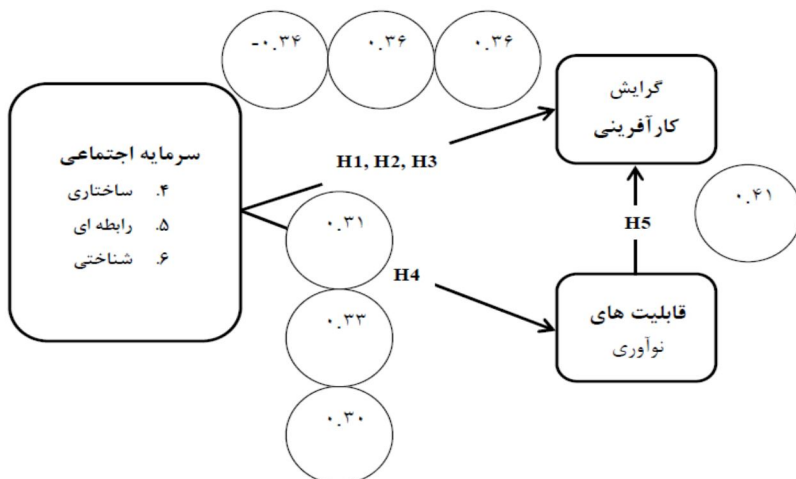 -۰.۳۴ ۰.۳۶ ۰.۳۶
گرایش
کارآفرینی
سرمایه اجتماعی
۴. ساختاری
۵. رابطه ای
۶. شناختی
H1, H2, H3
۰.۳۱
H4
۰.۳۳
۰.۳۰
H5
۰.۴۱
قابلیت های
نوآوری